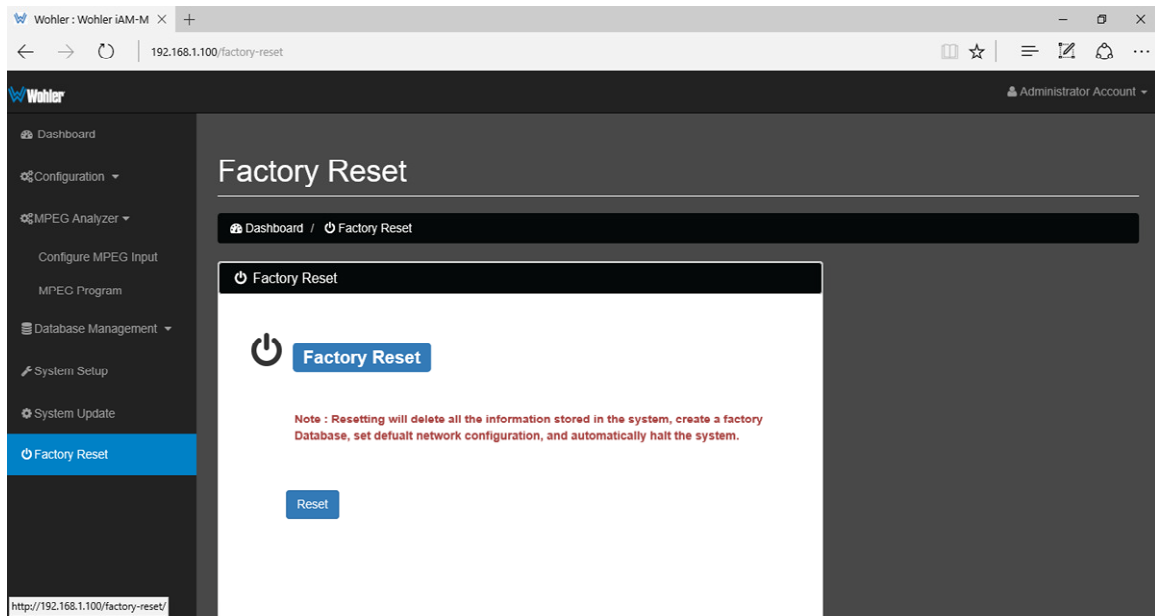 Wohler : Wohler iAM-M
192.168.1.100/factory-reset
Wohler
Administrator Account
Dashboard
Configuration
MPEG Analyzer
Configure MPEG Input
MPEG Program
Database Management
System Setup
System Update
Factory Reset
Factory Reset
Dashboard / Factory Reset
Factory Reset
Factory Reset
Note : Resetting will delete all the information stored in the system, create a factory
Database, set defualt network configuration, and automatically halt the system.
Reset
http://192.168.1.100/factory-reset/